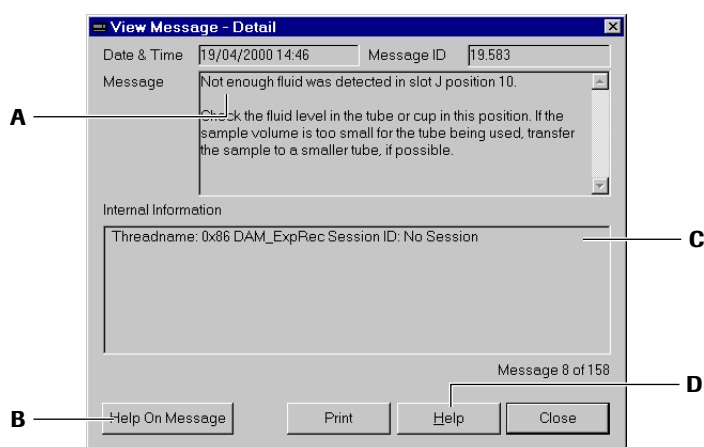 View Message - Detail
Date & Time 19/04/2000 14:46 Message ID 19.583
Message Not enough fluid was detected in slot J position 10.
A
Check the fluid level in the tube or cup in this position. If the
sample volume is too small for the tube being used, transfer
the sample to a smaller tube, if possible.
Internal Information
Threadname: 0x86 DAM_ExpRec Session ID: No Session
C
Message 8 of 158
D
B Help On Message Print Help Close